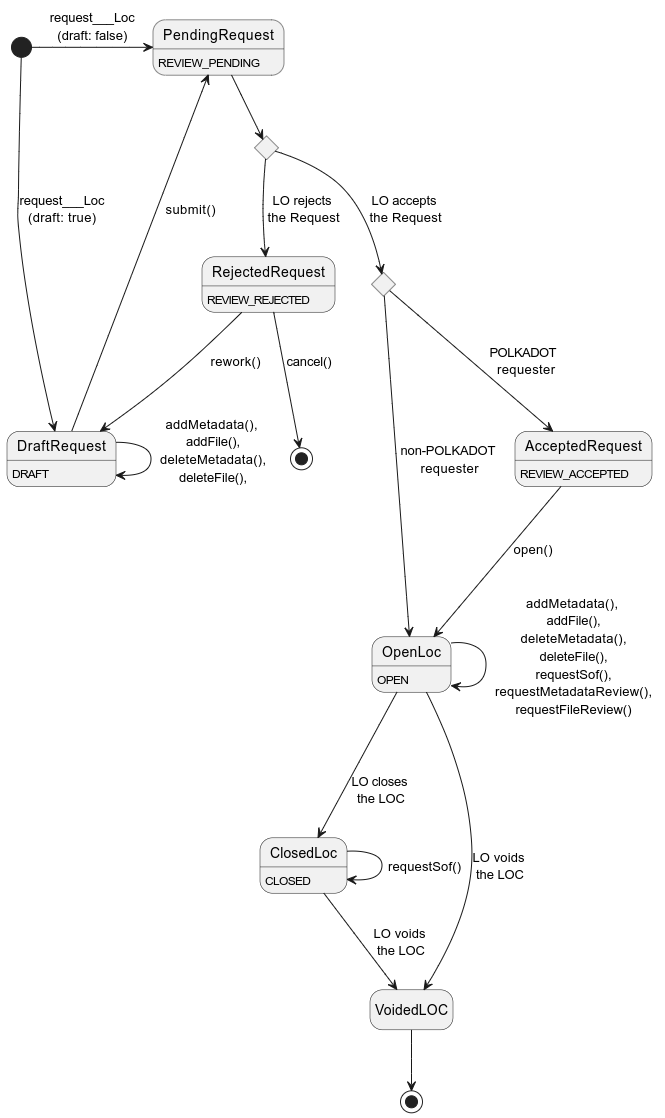 request___Loc
(draft: false)
PendingRequest
REVIEW_PENDING
request___Loc
(draft: true)
submit()
LO rejects
the Request
LO accepts
the Request
RejectedRequest
REVIEW_REJECTED
POLKADOT
requester
rework()
cancel()
DraftRequest
DRAFT
addMetadata(),
addFile(),
deleteMetadata(),
deleteFile(),
non-POLKADOT
requester
AcceptedRequest
REVIEW_ACCEPTED
open()
OpenLoc
OPEN
addMetadata(),
addFile(),
deleteMetadata(),
deleteFile(),
requestSof(),
requestMetadataReview(),
requestFileReview()
LO closes
the LOC
ClosedLoc
CLOSED
requestSof()
LO voids
the LOC
LO voids
the LOC
VoidedLOC